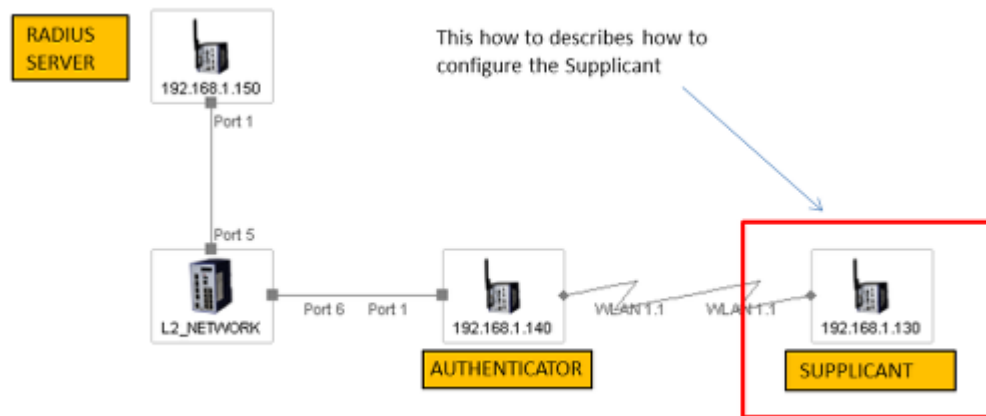 RADIUS
SERVER
192.168.1.150
This how to describes how to
configure the Supplicant
Port 1
Port 5
L2_NETWORK
Port 6
Port 1
192.168.1.140
WLAN 1.1
WLAN 1.1
192.168.1.130
AUTHENTICATOR
SUPPLICANT